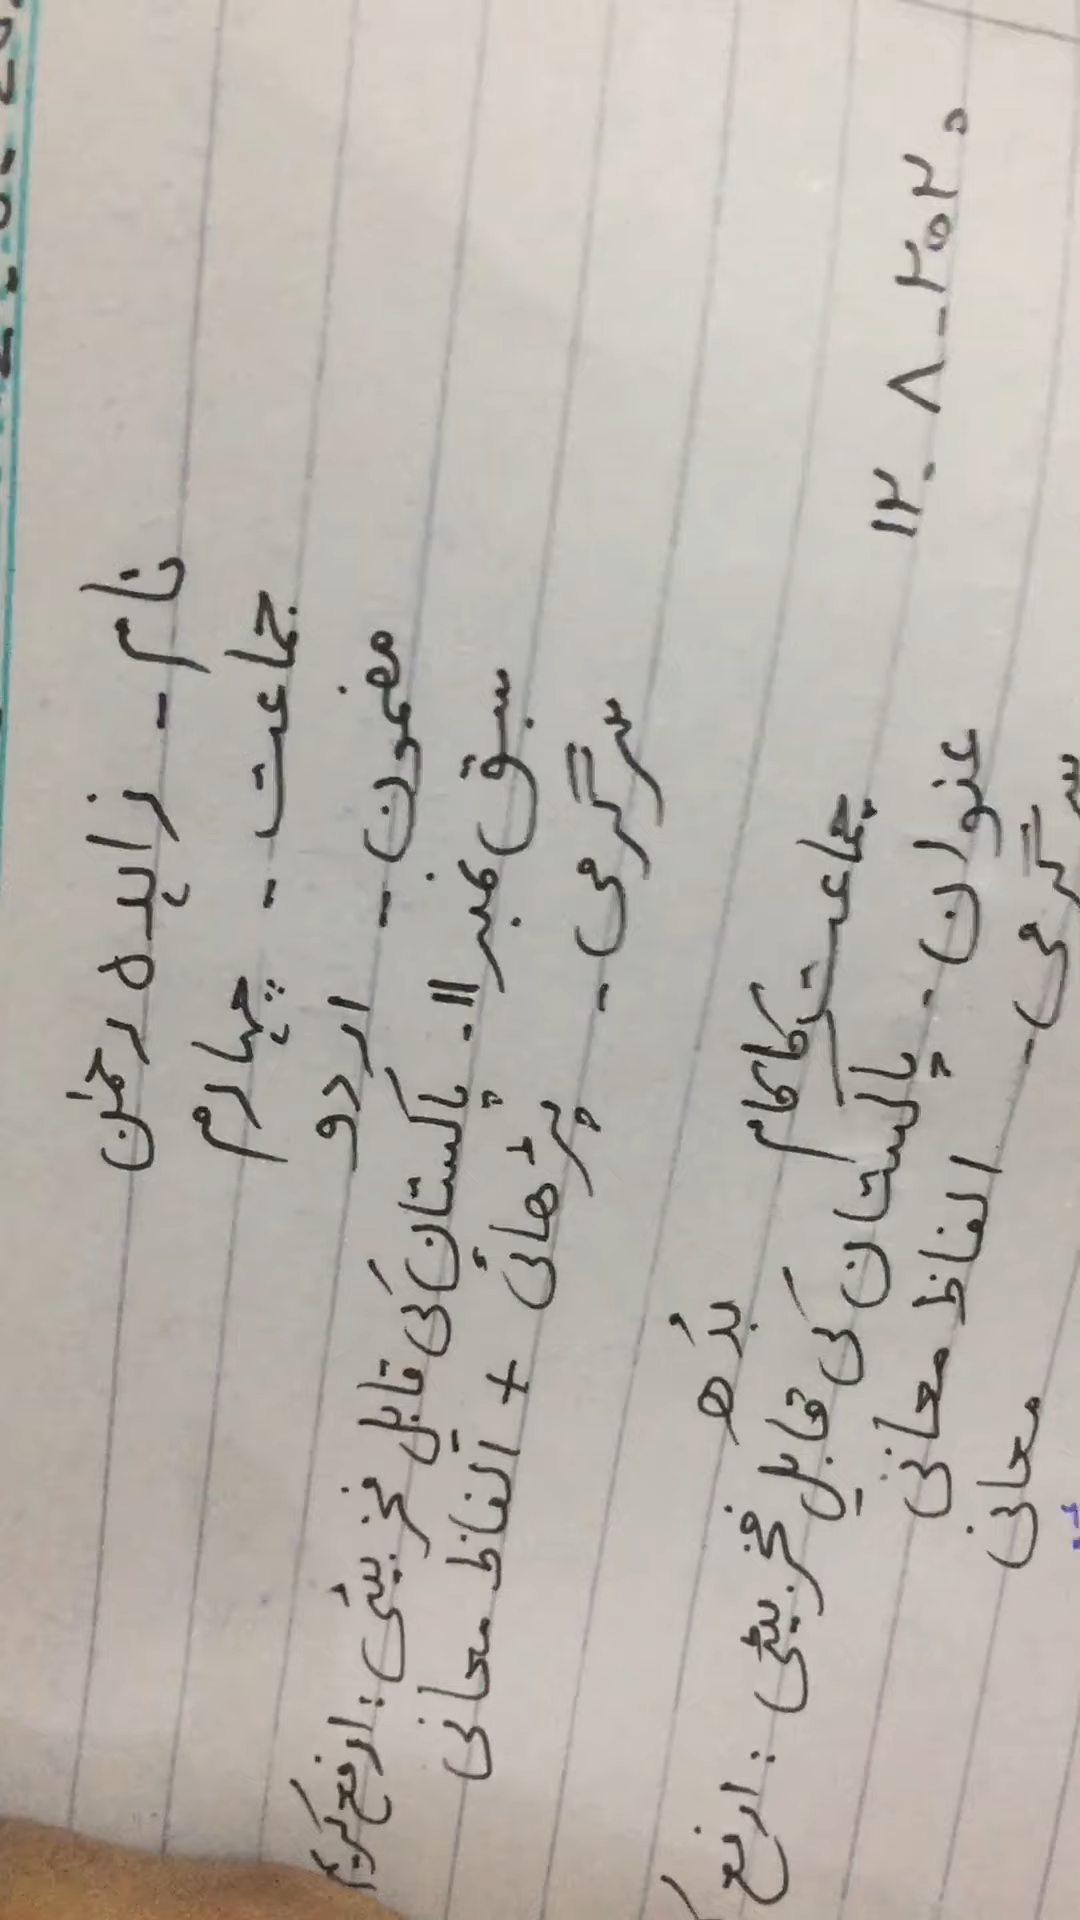 نام - زاہدہ رحمٰن
جماعت - چہارم
مضمون - اردو
سبق نمبر ۱۱ - پاکستان کی قابلِ فخر بیٹی: ارفع کریم
سرگرمی - پڑھائی + الفاظ معانی
جماعت کا کام
۱۲-۸-۲۰۲۰ بدھ
عنوان - پاکستان کی قابلِ فخر بیٹی: ارفع
سرگرمی - الفاظ معانی
معانی